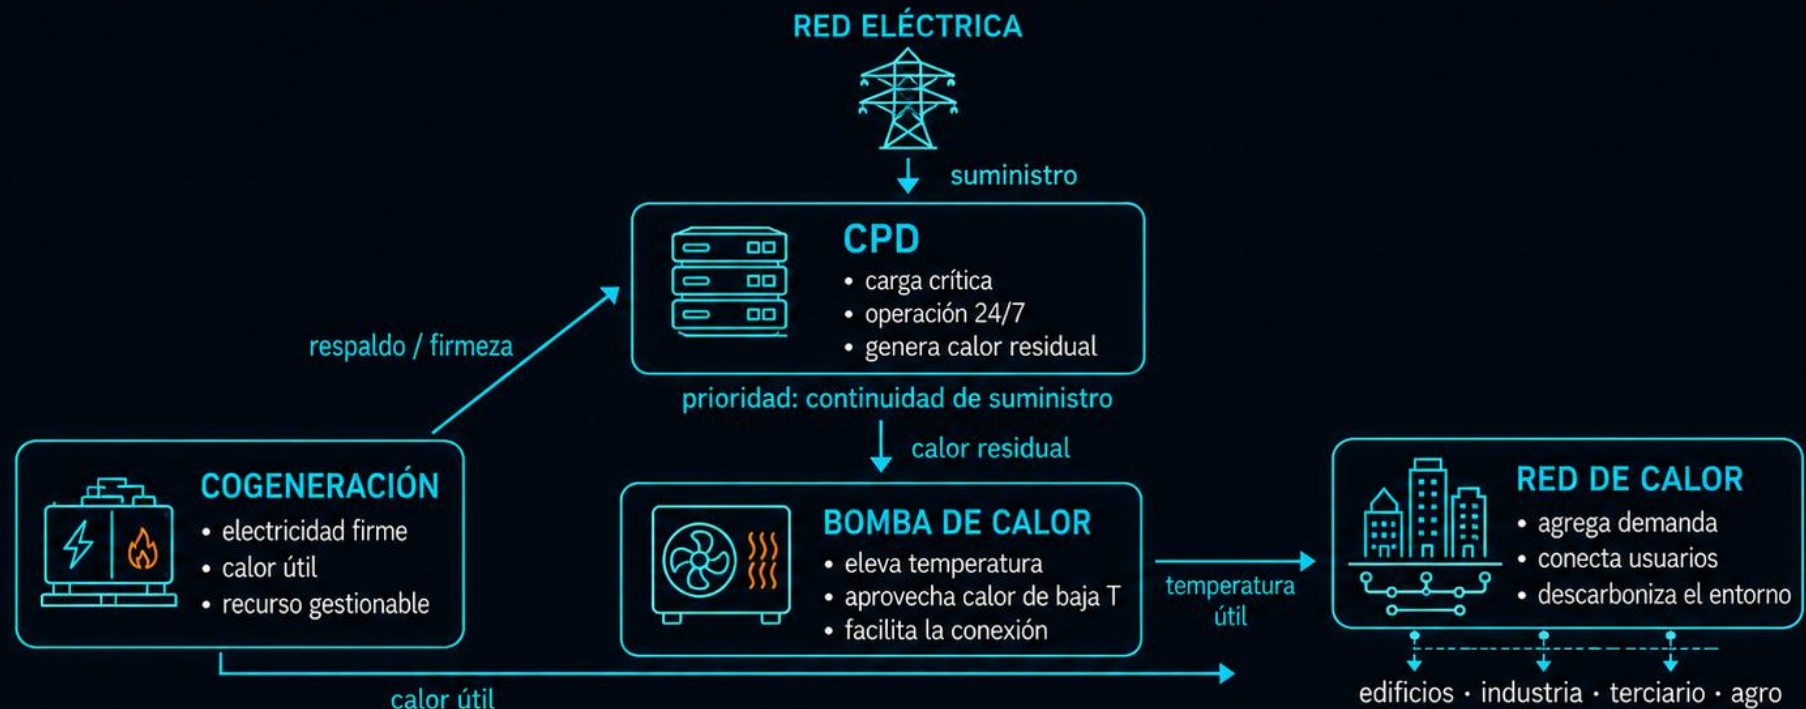 RED ELÉCTRICA
suministro
CPD
• carga crítica
• operación 24/7
• genera calor residual
respaldo / firmeza
prioridad: continuidad de suministro
calor residual
COGENERACIÓN
• electricidad firme
• calor útil
• recurso gestionable
BOMBA DE CALOR
• eleva temperatura
• aprovecha calor de baja T
• facilita la conexión
temperatura
útil
RED DE CALOR
• agrega demanda
• conecta usuarios
• descarboniza el entorno
calor útil
edificios · industria · terciario · agro